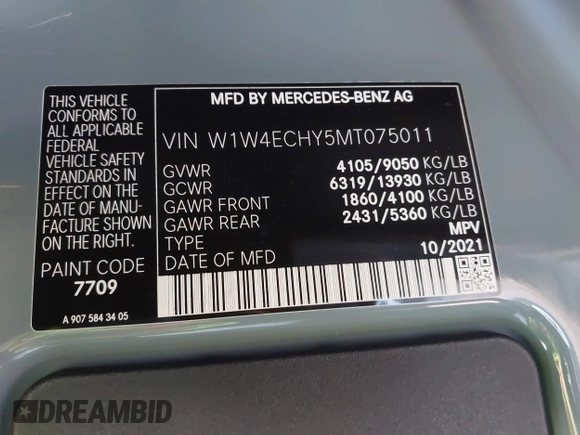 MFD BY MERCEDES-BENZ AG
THIS VEHICLE
CONFORMS TO
ALL APPLICABLE
FEDERAL
VEHICLE SAFETY
STANDARDS IN
EFFECT ON THE
DATE OF MANU-
FACTURE SHOWN
ON THE RIGHT.
PAINT CODE
7709
A 907 584 34 05
VIN W1W4ECHY5MT075011
GVWR 4105/9050 KG/LB
GCWR 6319/13930 KG/LB
GAWR FRONT 1860/4100 KG/LB
GAWR REAR 2431/5360 KG/LB
TYPE MPV
DATE OF MFD 10/2021
DREAMBID